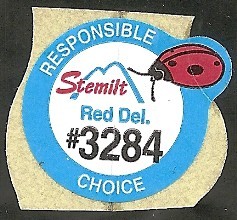 RESPONSIBLE
Stemilt
Red Del.
#3284
CHOICE